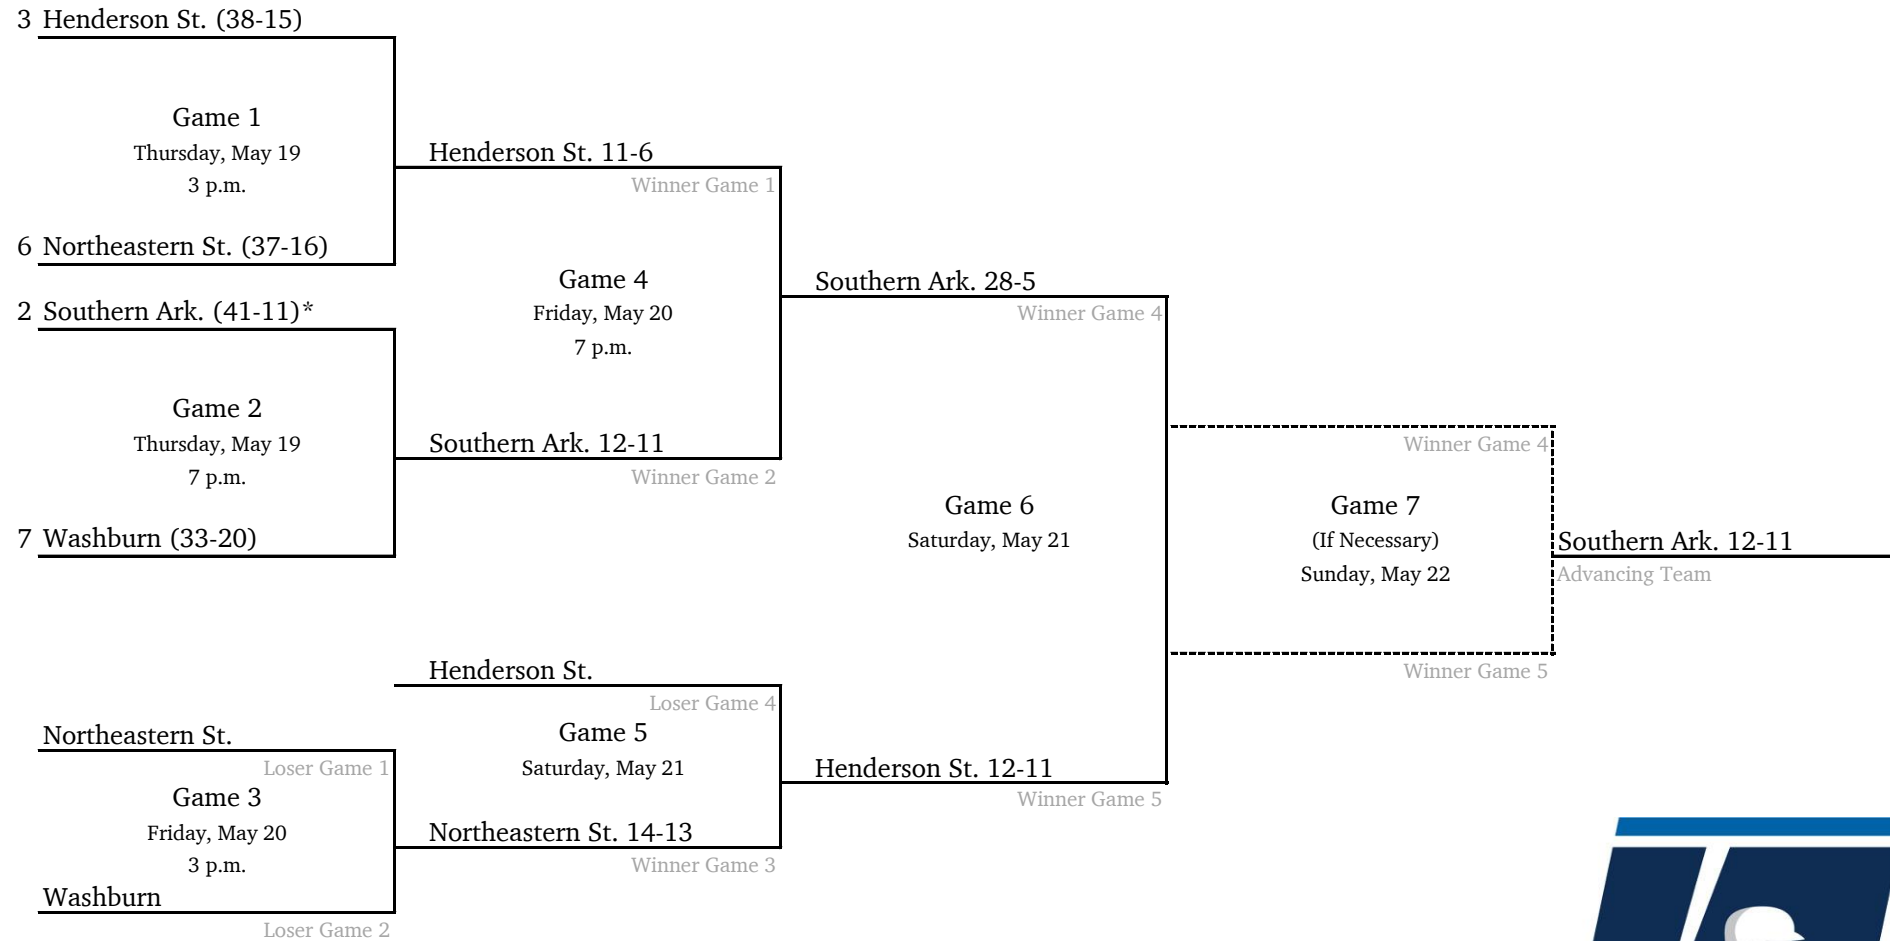 3 Henderson St. (38-15)
Game 1
Thursday, May 19
3 p.m.
6 Northeastern St. (37-16)
Henderson St. 11-6
Winner Game 1
2 Southern Ark. (41-11)*
Game 2
Thursday, May 19
7 p.m.
7 Washburn (33-20)
Game 4
Friday, May 20
7 p.m.
Southern Ark. 12-11
Winner Game 2
Southern Ark. 28-5
Winner Game 4
Game 6
Saturday, May 21
Winner Game 4
Game 7
(If Necessary)
Sunday, May 22
Winner Game 5
Southern Ark. 12-11
Advancing Team
Henderson St.
Loser Game 4
Game 5
Saturday, May 21
Northeastern St.
Loser Game 1
Game 3
Friday, May 20
3 p.m.
Washburn
Loser Game 2
Northeastern St. 14-13
Winner Game 3
Henderson St. 12-11
Winner Game 5